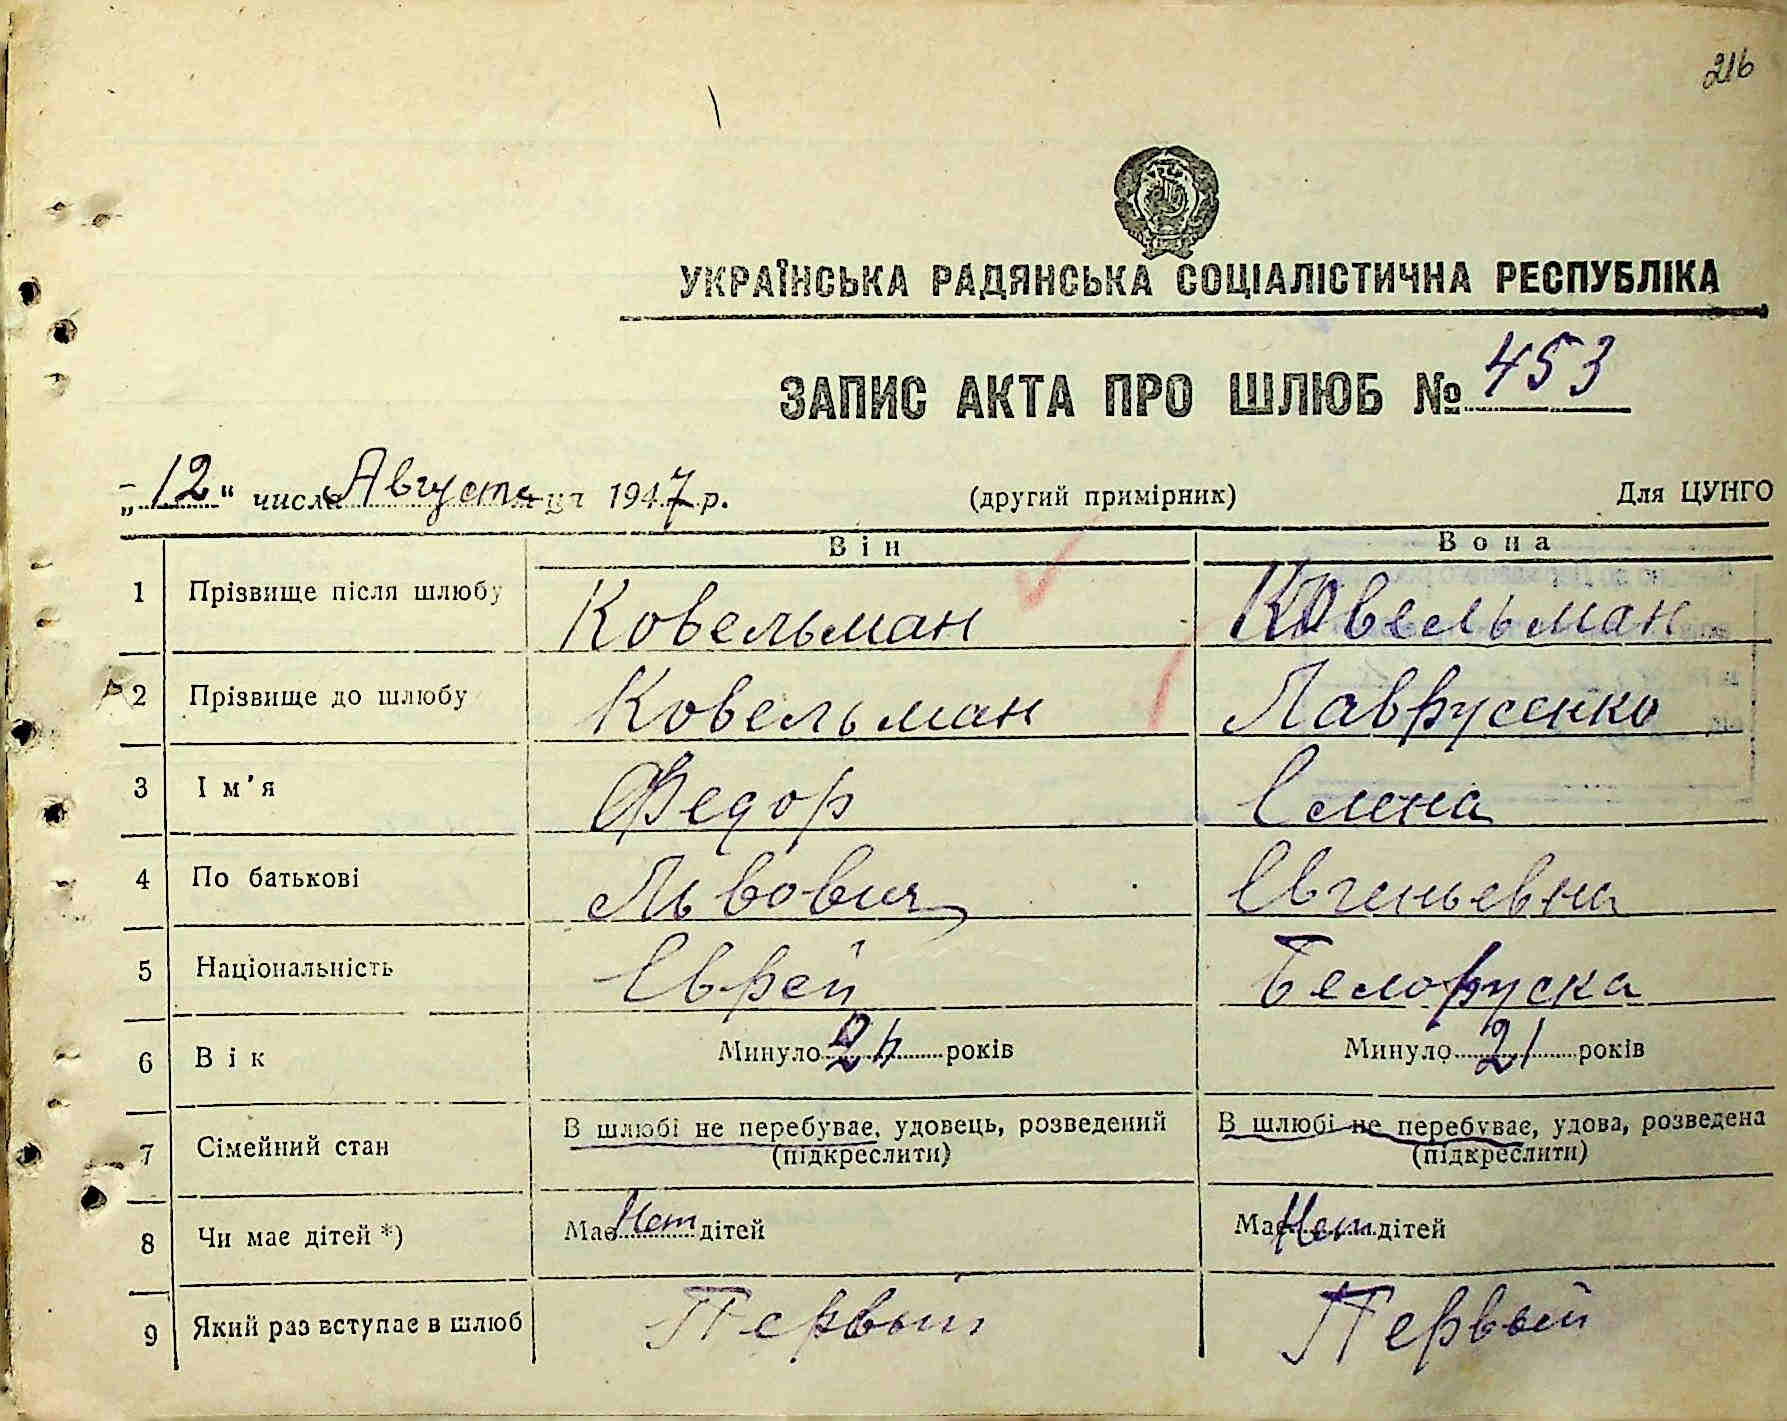 216
УКРАЇНСЬКА РАДЯНСЬКА СОЦІАЛІСТИЧНА РЕСПУБЛІКА
ЗАПИС АКТА ПРО ШЛЮБ № 453
„12“ числа Августа ця 1947 р. (другий примірник) Для ЦУНГО
Він Вона
1 Прізвище після шлюбу Ковельман Ковельман
2 Прізвище до шлюбу Ковельман Лаврусенко
3 Ім'я Федор Елена
4 По батькові Львович Евгеньевна
5 Національність Еврей Белоруска
6 Вік Минуло років Минуло 21 років
7 Сімейний стан В шлюбі не перебуває, удовець, розведений В шлюбі не перебуває, удова, розведена
(підкреслити) (підкреслити)
8 Чи має дітей *) Має Нет дітей Має Нет дітей
9 Який раз вступає в шлюб Первый Первый